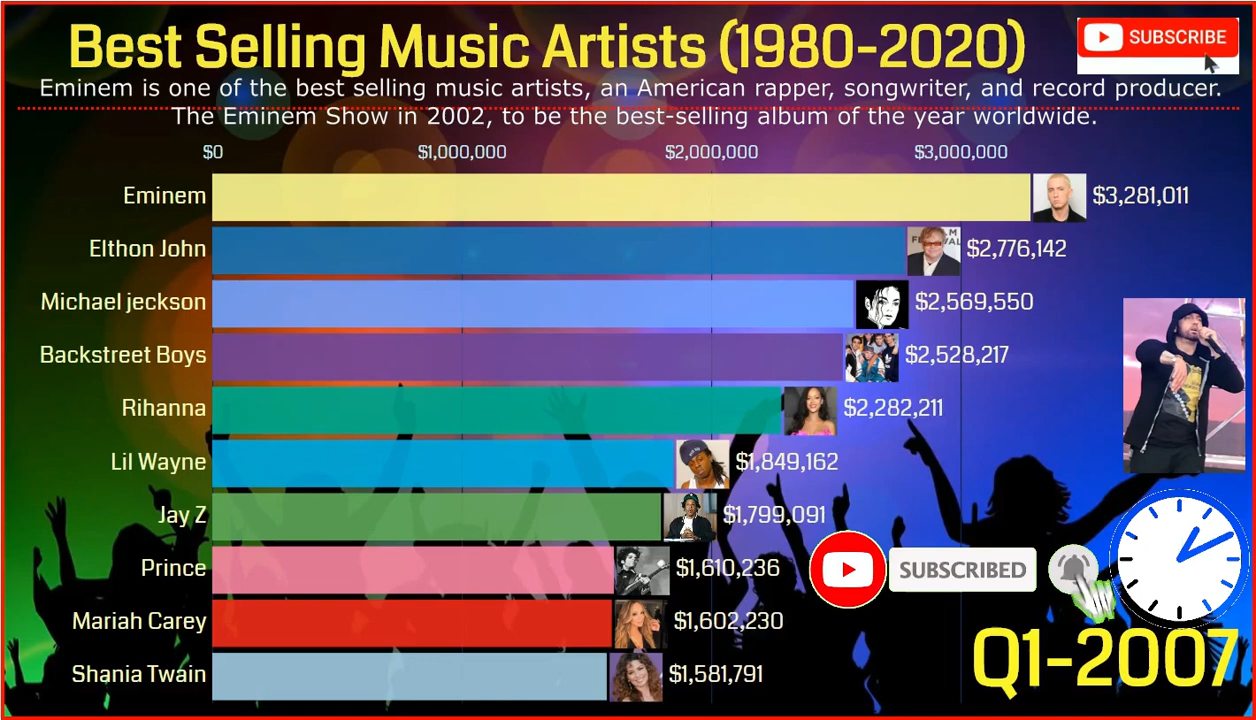 Best Selling Music Artists (1980-2020)
SUBSCRIBE
Eminem is one of the best selling music artists, an American rapper, songwriter, and record producer.
The Eminem Show in 2002, to be the best-selling album of the year worldwide.
$0 $1,000,000 $2,000,000 $3,000,000
Eminem $3,281,011
Elthon John $2,776,142
Michael jeckson $2,569,550
Backstreet Boys $2,528,217
Rihanna $2,282,211
Lil Wayne $1,849,162
Jay Z $1,799,091
Prince $1,610,236
SUBSCRIBED
Mariah Carey $1,602,230
Shania Twain $1,581,791
Q1-2007